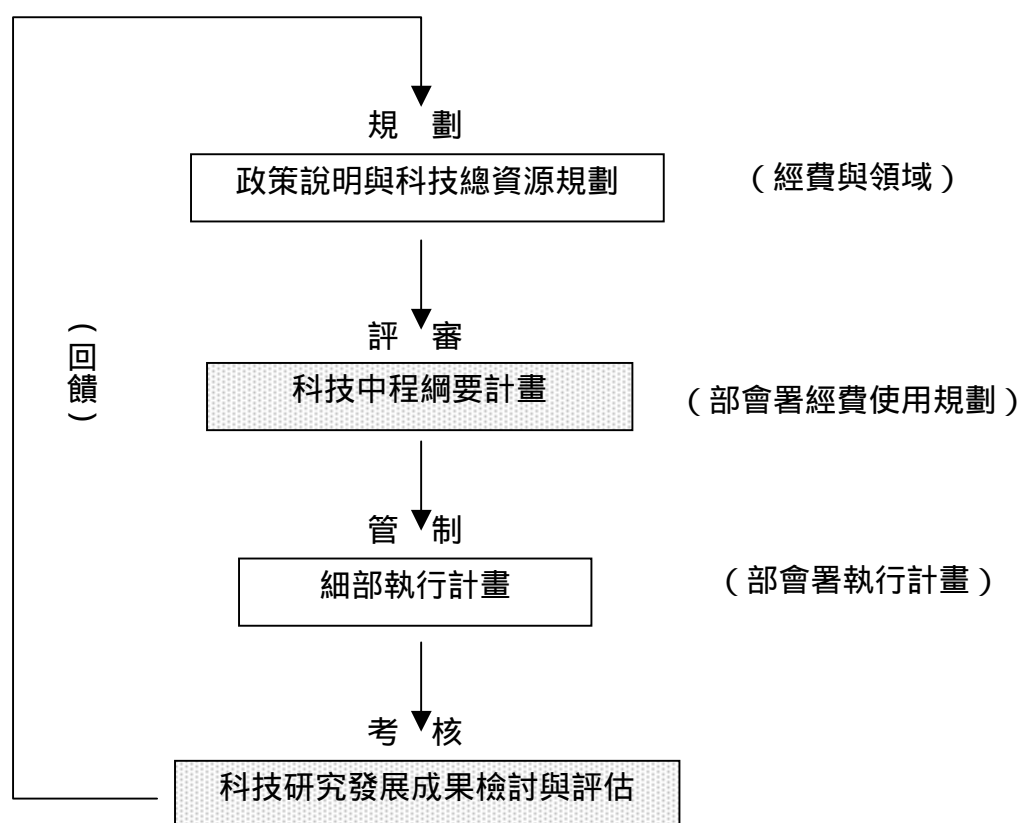 規 劃
政策說明與科技總資源規劃
（經費與領域）
評 審
科技中程綱要計畫
（部會署經費使用規劃）
（回饋）
管 制
細部執行計畫
（部會署執行計畫）
考 核
科技研究發展成果檢討與評估